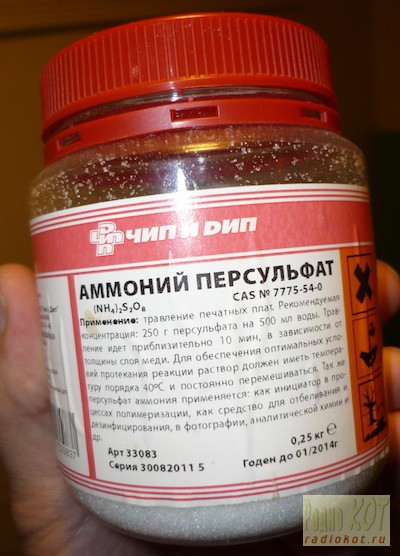 ЧИП и DИП
АММОНИЙ ПЕРСУЛЬФАТ
(NH₄)₂S₂O₈
CAS № 7775-54-0
Применение: травление печатных плат. Рекомендуемая
концентрация: 250 г персульфата на 500 мл воды. Трав-
ление идет приблизительно 10 мин, в зависимости от
толщины слоя меди. Для обеспечения оптимальных усло-
вий протекания реакции раствор должен иметь темпера-
туру порядка 40ºС и постоянно перемешиваться. Так же
персульфат аммония применяется: как инициатор в про-
цессах полимеризации, как средство для отбеливания и
дезинфицирования, в фотографии, аналитической химии и
др.
0,25 кг ℮
Арт 33083
Серия 30082011 5
Годен до 01/2014г
Радио КОТ
radiokot.ru